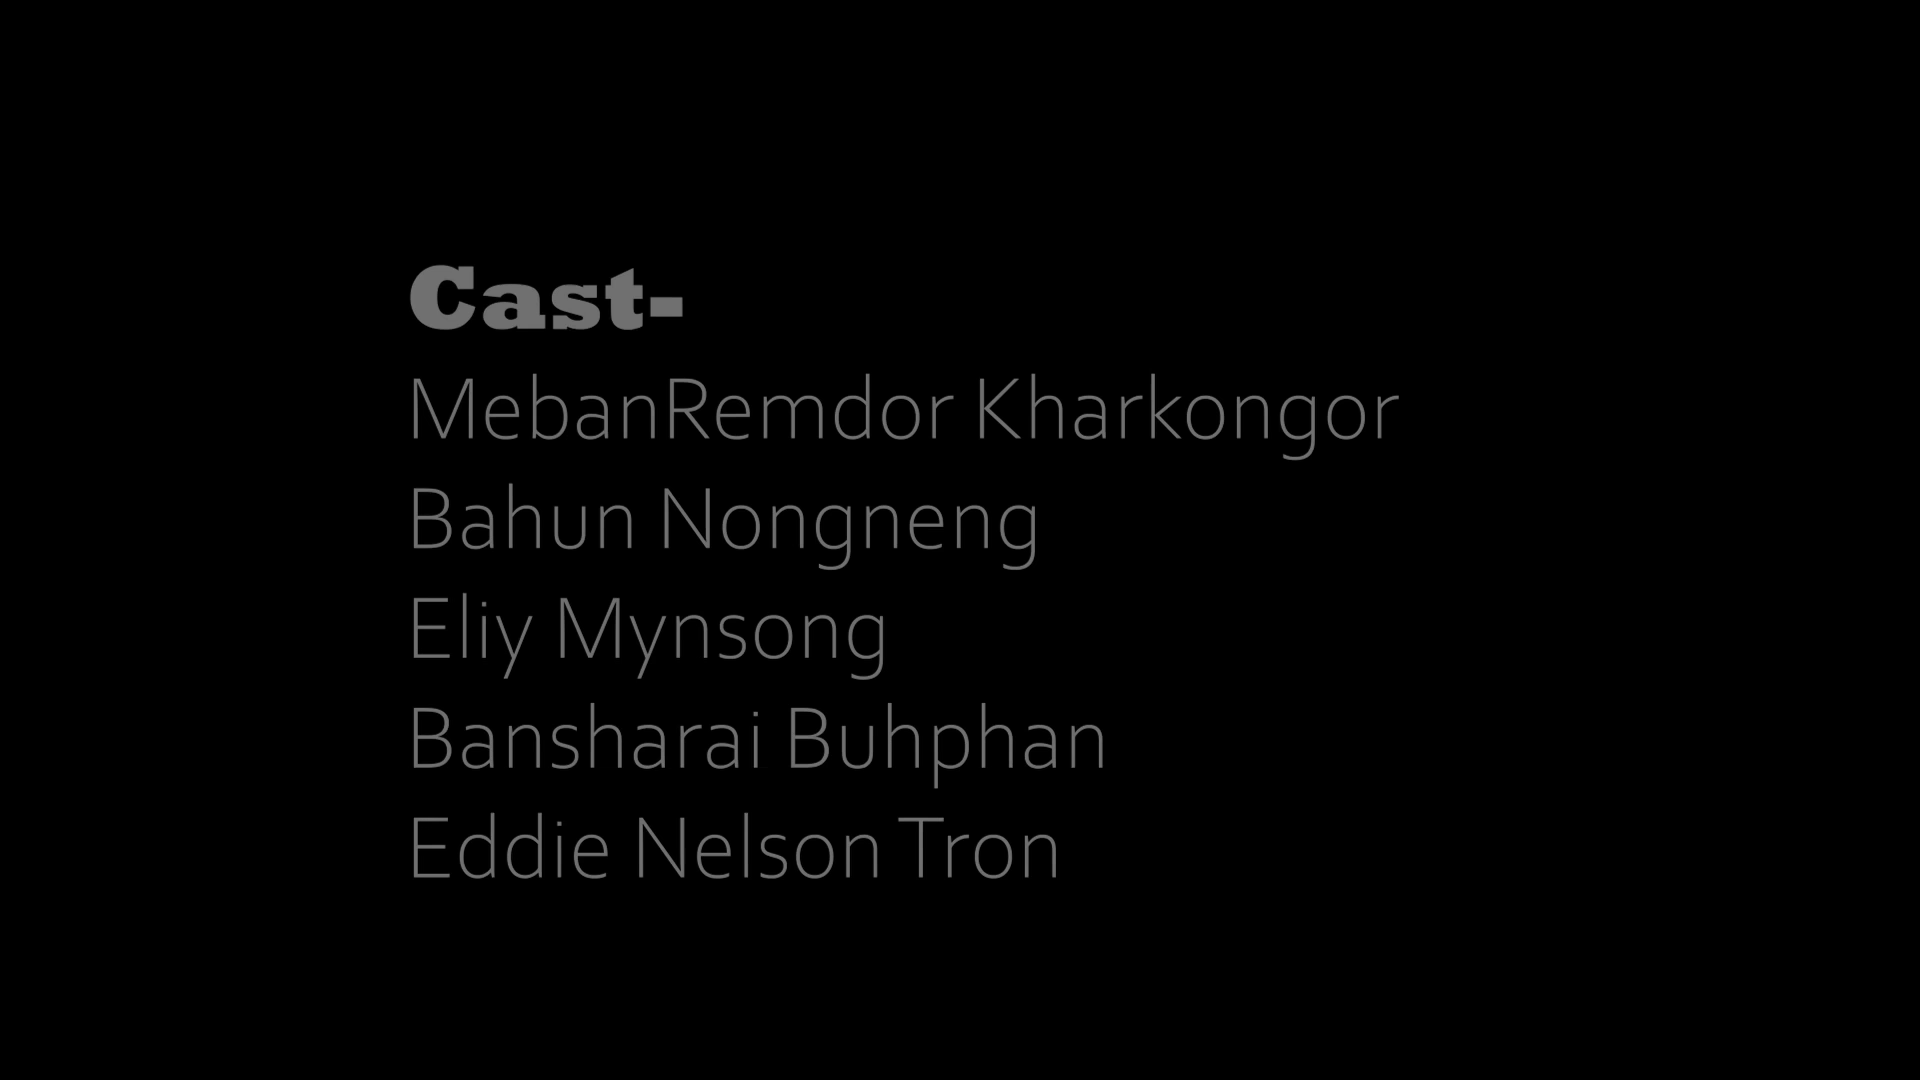 Cast-
MebanRemdor Kharkongor
Bahun Nongneng
Eliy Mynsong
Bansharai Buhphan
Eddie Nelson Tron